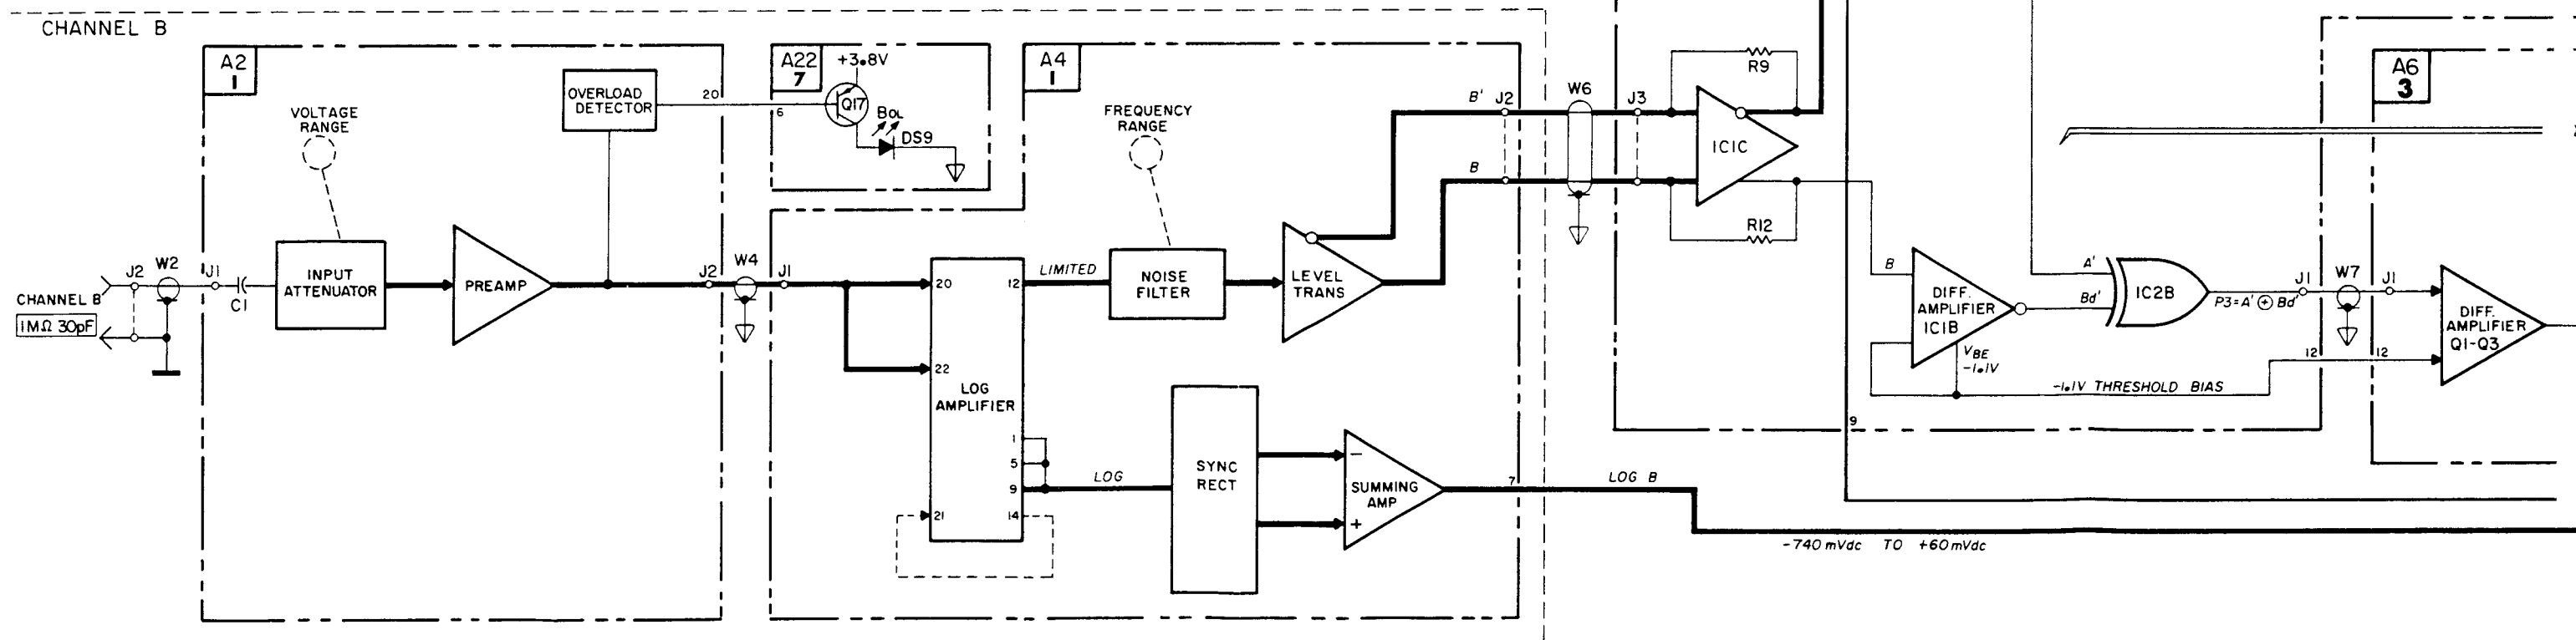 CHANNEL B
A2
1
VOLTAGE
RANGE
OVERLOAD
DETECTOR
20
A22
7
+3.8V
Q17
6
BOL
DS9
A4
1
FREQUENCY
RANGE
B'
J2
W6
J3
B
R9
IC1C
R12
A6
3
J2
W2
J1
C1
CHANNEL B
1MΩ 30pF
INPUT
ATTENUATOR
PREAMP
J2
W4
J1
20
22
12
LOG
AMPLIFIER
1
5
9
21
14
LIMITED
NOISE
FILTER
LEVEL
TRANS
LOG
SYNC
RECT
−
+
SUMMING
AMP
7
LOG B
-740 mVdc TO +60mVdc
B
DIFF.
AMPLIFIER
IC1B
VBE
-1.1V
A'
Bd'
IC2B
P3=A' ⊕ Bd'
J1
W7
J1
12
12
-1.1V THRESHOLD BIAS
9
DIFF.
AMPLIFIER
Q1-Q3